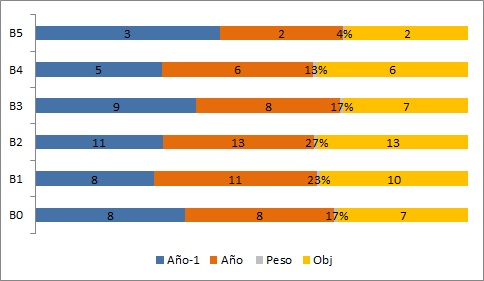 B5 3 2 4% 2
B4 5 6 13% 6
B3 9 8 17% 7
B2 11 13 27% 13
B1 8 11 23% 10
B0 8 8 17% 7
Año-1 Año Peso Obj